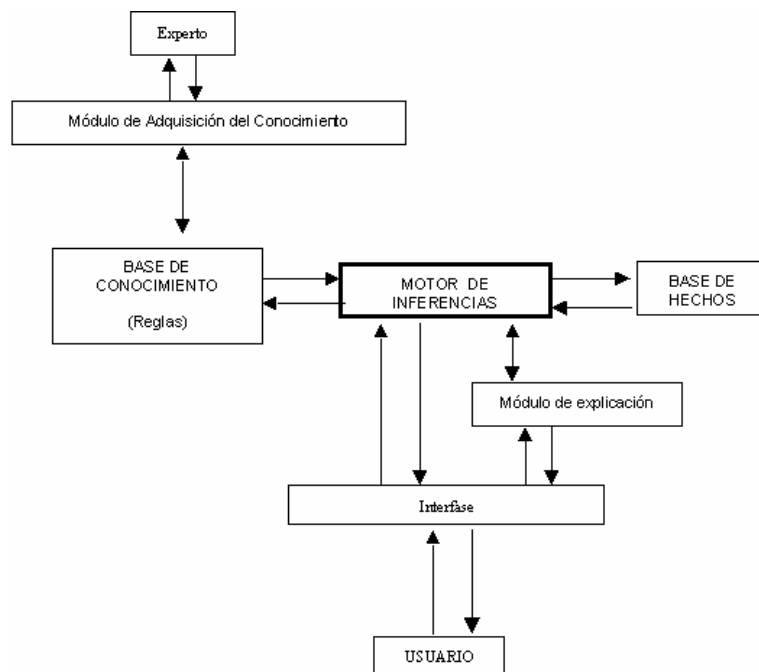 Experto
Módulo de Adquisición del Conocimiento
BASE DE
CONOCIMIENTO
(Reglas)
MOTOR DE
INFERENCIAS
BASE DE
HECHOS
Módulo de explicación
Interfase
USUARIO